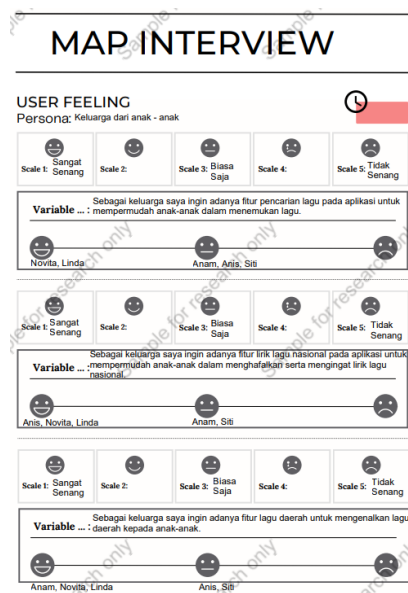 MAP INTERVIEW
USER FEELING
Persona: Keluarga dari anak - anak
Scale 1: Sangat Senang
Scale 2:
Scale 3: Biasa Saja
Scale 4:
Scale 5: Tidak Senang
Variable ... : Sebagai keluarga saya ingin adanya fitur pencarian lagu pada aplikasi untuk
mempermudah anak-anak dalam menemukan lagu.
Novita, Linda
Anam, Anis, Siti
Scale 1: Sangat Senang
Scale 2:
Scale 3: Biasa Saja
Scale 4:
Scale 5: Tidak Senang
Variable ... : Sebagai keluarga saya ingin adanya fitur lirik lagu nasional pada aplikasi untuk
mempermudah anak-anak dalam menghafalkan serta mengingat lirik lagu
nasional.
Anis, Novita, Linda
Anam, Siti
Scale 1: Sangat Senang
Scale 2:
Scale 3: Biasa Saja
Scale 4:
Scale 5: Tidak Senang
Variable ... : Sebagai keluarga saya ingin adanya fitur lagu daerah untuk mengenalkan lagu
daerah kepada anak-anak.
Anam, Novita, Linda
Anis, Siti
Sample for research only